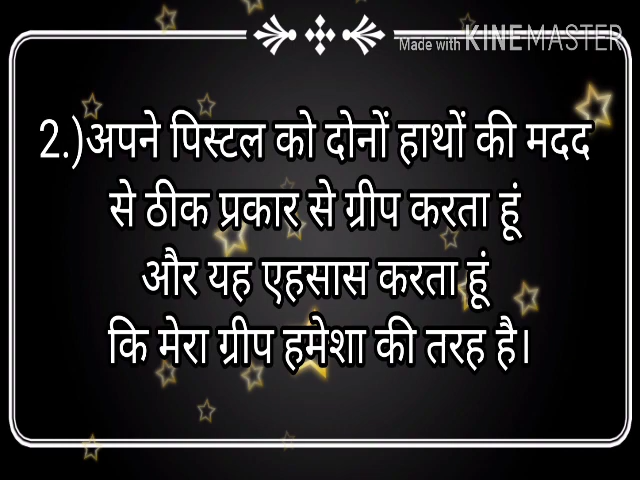 Made with KINEMASTER
2.)अपने पिस्टल को दोनों हाथों की मदद
से ठीक प्रकार से ग्रीप करता हूं
और यह एहसास करता हूं
कि मेरा ग्रीप हमेशा की तरह है।